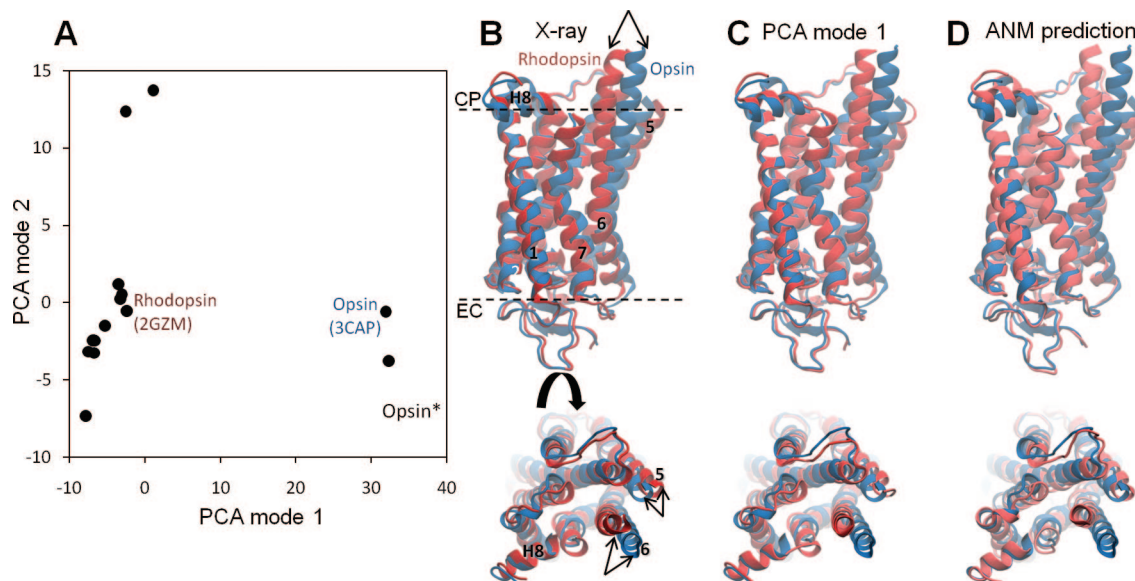 A
15
10
5
0
-5
-10
PCA mode 2
Rhodopsin
(2GZM)
Opsin
(3CAP)
Opsin*
-10
0
10
20
30
40
PCA mode 1
B
X-ray
Rhodopsin
Opsin
CP
H8
5
6
1
7
2
EC
5
H8
6
C
PCA mode 1
D
ANM prediction